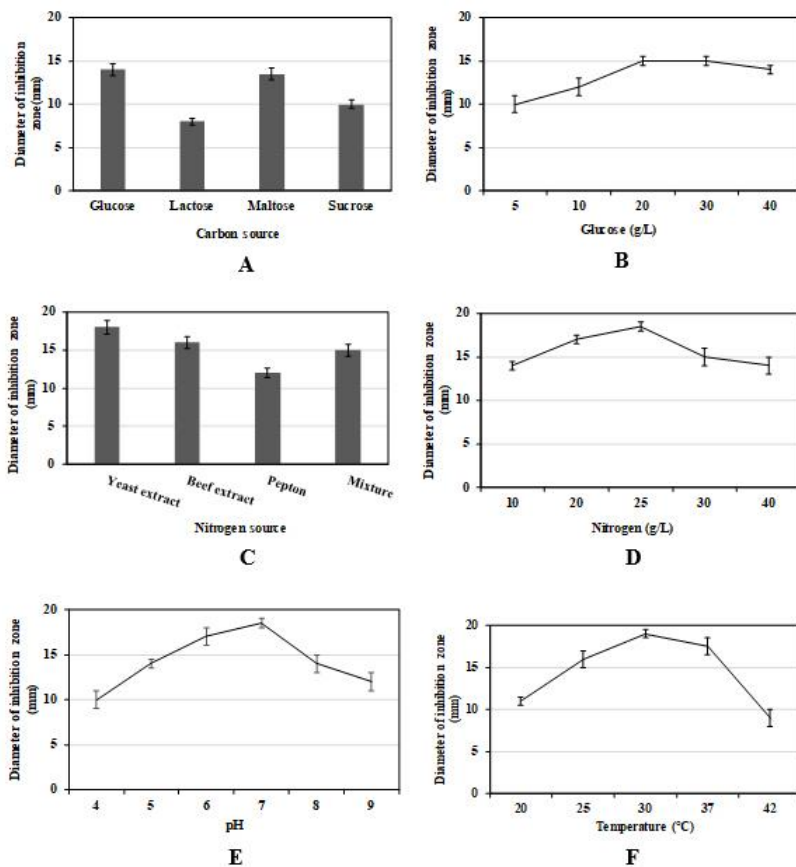 Diameter of inhibition
zone(mm)
20
15
10
5
0
Glucose
Lactose
Maltose
Sucrose
Carbon source
A
Diameter of inhibition zone
(mm)
20
15
10
5
0
5
10
20
30
40
Glucose (g/L)
B
Diameter of inhibition zone
(mm)
20
15
10
5
0
Yeast extract
Beef extract
Pepton
Mixture
Nitrogen source
C
Diameter of inhibition zone
(mm)
20
15
10
5
0
10
20
25
30
40
Nitrogen (g/L)
D
Diameter of inhibition zone
(mm)
20
15
10
5
0
4
5
6
7
8
9
pH
E
Diameter of inhibition zone
(mm)
20
15
10
5
0
20
25
30
37
42
Temperature (°C)
F